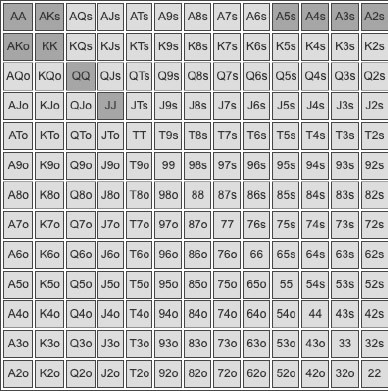 AA AKs AQs AJs ATs A9s A8s A7s A6s A5s A4s A3s A2s
AKo KK KQs KJs KTs K9s K8s K7s K6s K5s K4s K3s K2s
AQo KQo QQ QJs QTs Q9s Q8s Q7s Q6s Q5s Q4s Q3s Q2s
AJo KJo QJo JJ JTs J9s J8s J7s J6s J5s J4s J3s J2s
ATo KTo QTo JTo TT T9s T8s T7s T6s T5s T4s T3s T2s
A9o K9o Q9o J9o T9o 99 98s 97s 96s 95s 94s 93s 92s
A8o K8o Q8o J8o T8o 98o 88 87s 86s 85s 84s 83s 82s
A7o K7o Q7o J7o T7o 97o 87o 77 76s 75s 74s 73s 72s
A6o K6o Q6o J6o T6o 96o 86o 76o 66 65s 64s 63s 62s
A5o K5o Q5o J5o T5o 95o 85o 75o 65o 55 54s 53s 52s
A4o K4o Q4o J4o T4o 94o 84o 74o 64o 54o 44 43s 42s
A3o K3o Q3o J3o T3o 93o 83o 73o 63o 53o 43o 33 32s
A2o K2o Q2o J2o T2o 92o 82o 72o 62o 52o 42o 32o 22